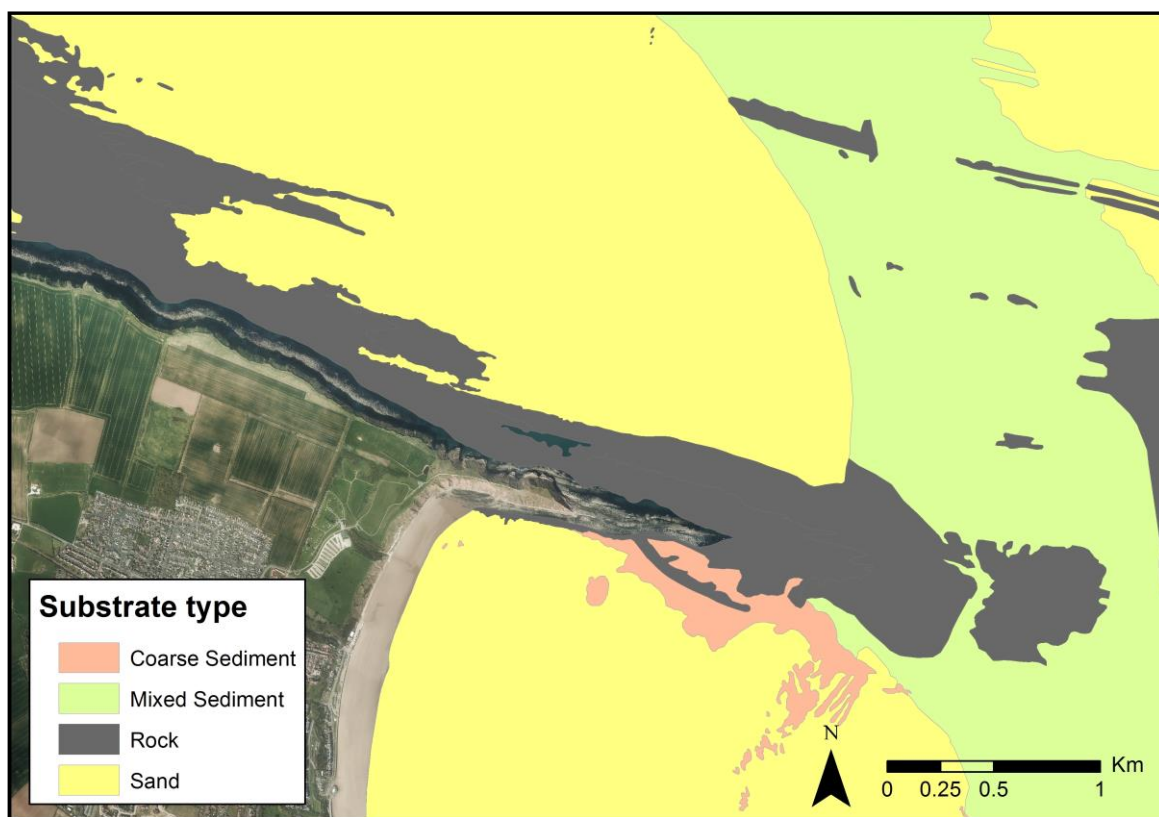 Substrate type
Coarse Sediment
Mixed Sediment
Rock
Sand
N
Km
0 0.25 0.5 1